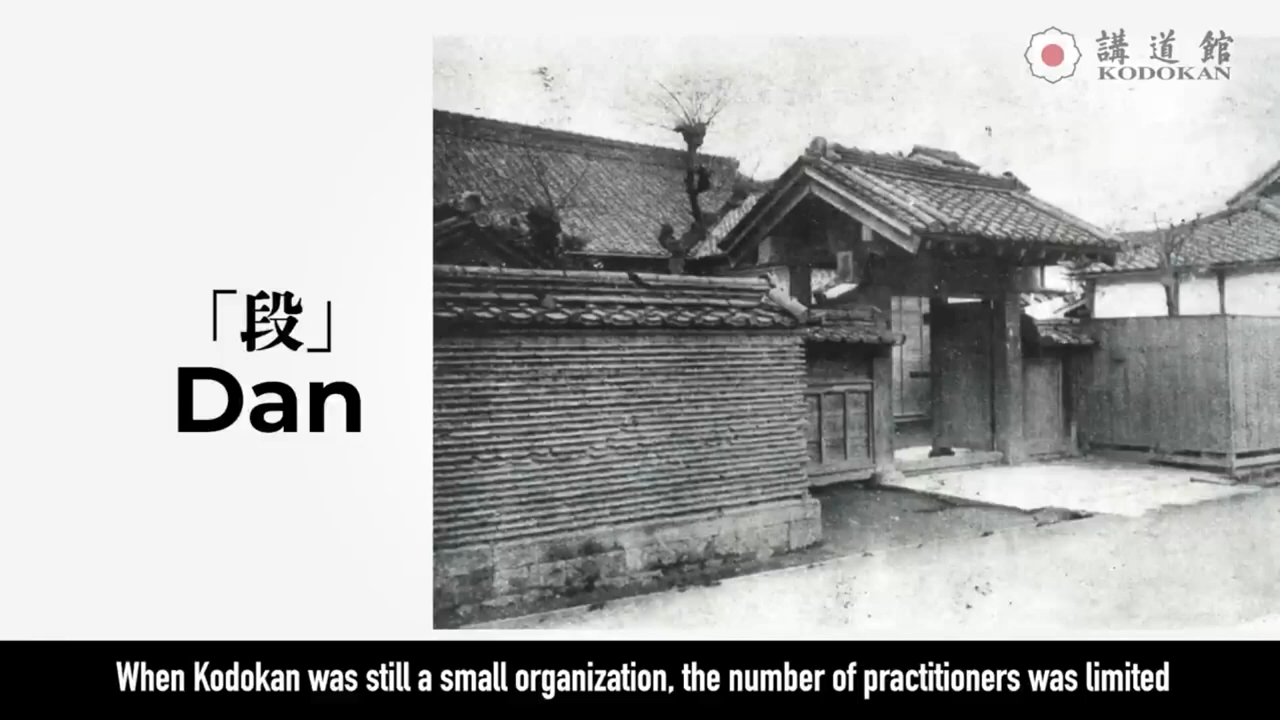 講道館
KODOKAN
「段」
Dan
When Kodokan was still a small organization, the number of practitioners was limited